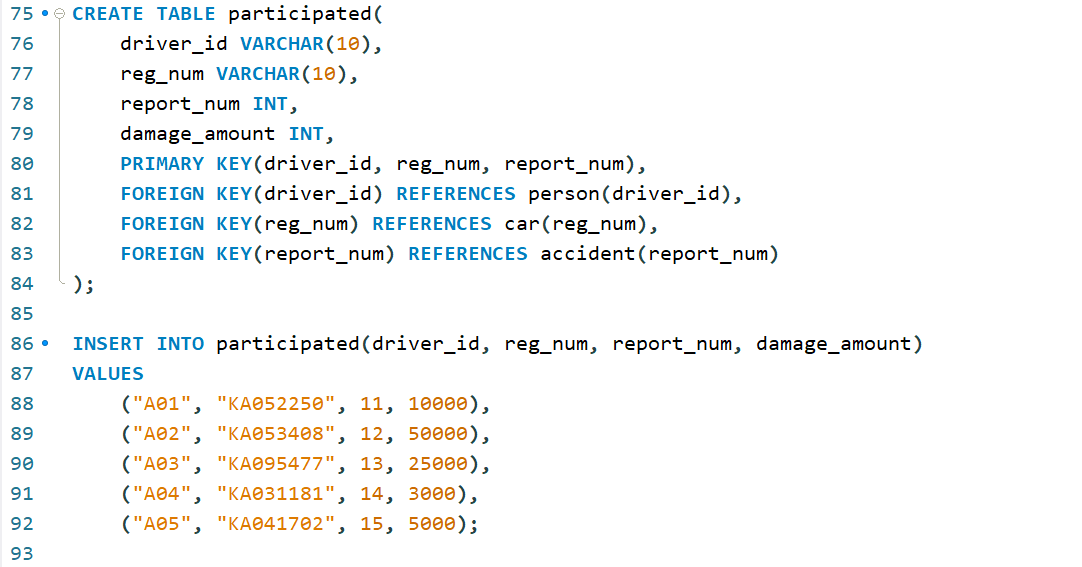 75 CREATE TABLE participated(
76 driver_id VARCHAR(10),
77 reg_num VARCHAR(10),
78 report_num INT,
79 damage_amount INT,
80 PRIMARY KEY(driver_id, reg_num, report_num),
81 FOREIGN KEY(driver_id) REFERENCES person(driver_id),
82 FOREIGN KEY(reg_num) REFERENCES car(reg_num),
83 FOREIGN KEY(report_num) REFERENCES accident(report_num)
84 );
85
86 INSERT INTO participated(driver_id, reg_num, report_num, damage_amount)
87 VALUES
88 ("A01", "KA052250", 11, 10000),
89 ("A02", "KA053408", 12, 50000),
90 ("A03", "KA095477", 13, 25000),
91 ("A04", "KA031181", 14, 3000),
92 ("A05", "KA041702", 15, 5000);
93